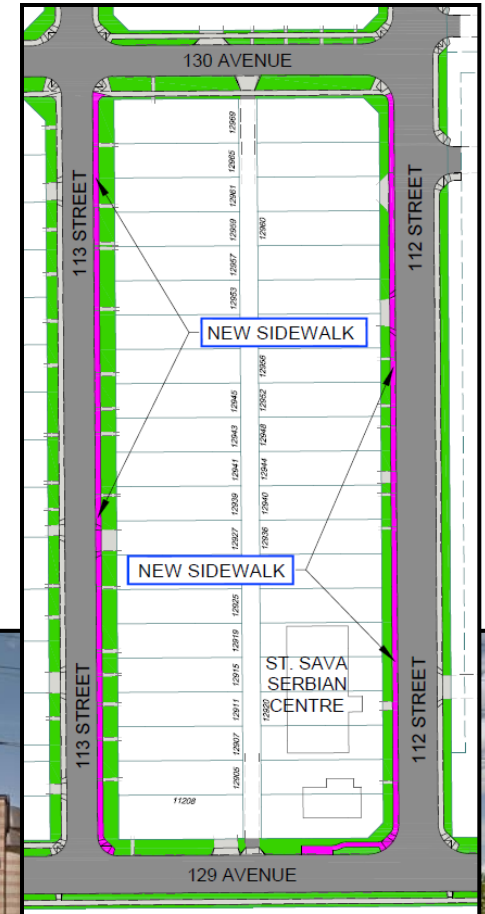 130 AVENUE
113 STREET
112 STREET
12969
12965
12961
12959
12960
12957
12953
NEW SIDEWALK
12956
12945
12952
12943
12948
12941
12944
12939
12940
12927
12936
NEW SIDEWALK
12925
12919
ST. SAVA
SERBIAN
CENTRE
12915
12911
12920
113 STREET
112 STREET
12907
12905
11208
129 AVENUE